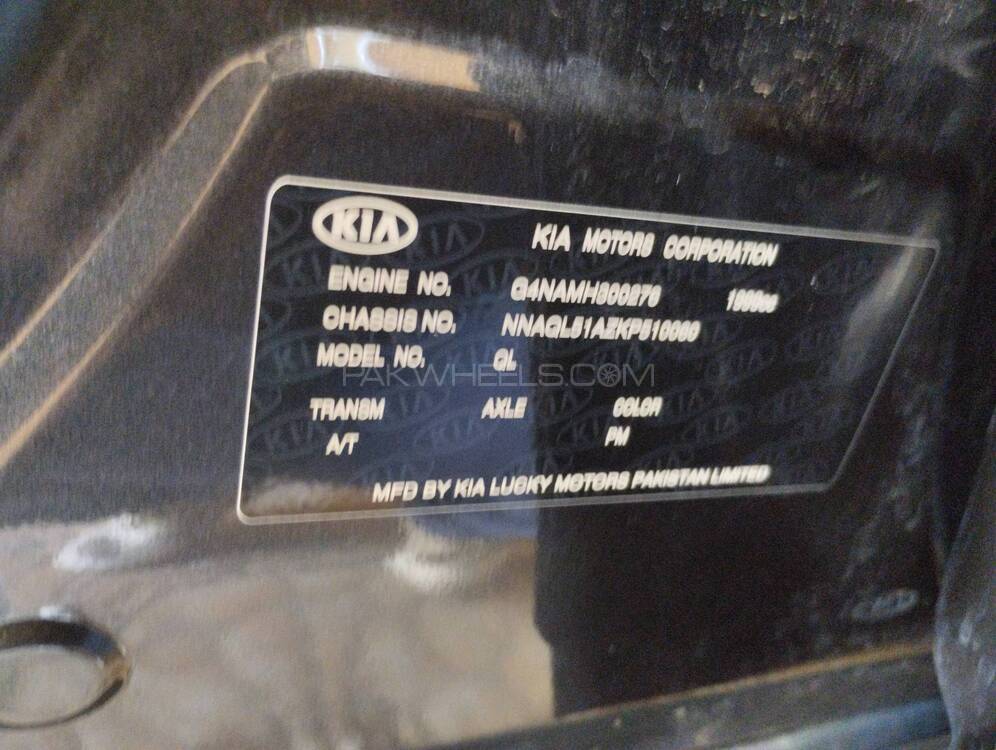 KIA KIA MOTORS CORPORATION
ENGINE NO. G4NAMH300276 1999cc
CHASSIS NO. NNAQL51AZKP510069
MODEL NO. QL
PAKWHEELS.COM
TRANSM AXLE COLOR
A/T PM
MFD BY KIA LUCKY MOTORS PAKISTAN LIMITED